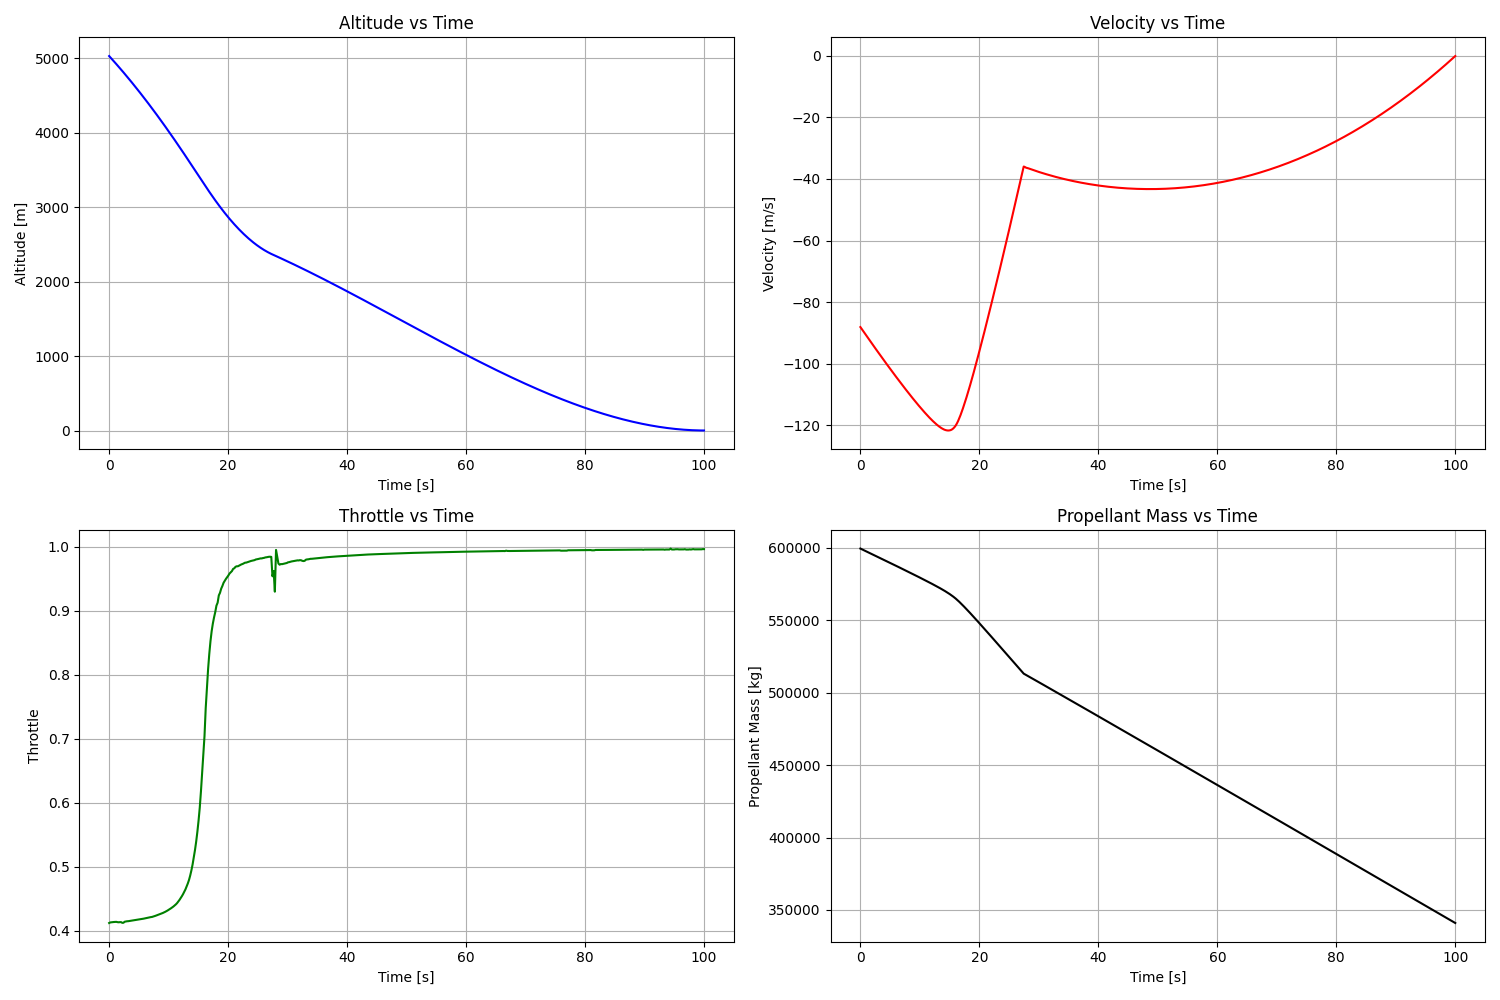 Altitude vs Time
5000
4000
3000
2000
1000
0
Altitude [m]
0 20 40 60 80 100
Time [s]
Velocity vs Time
0
−20
−40
−60
−80
−100
−120
Velocity [m/s]
0 20 40 60 80 100
Time [s]
Throttle vs Time
1.0
0.9
0.8
0.7
0.6
0.5
0.4
Throttle
0 20 40 60 80 100
Time [s]
Propellant Mass vs Time
600000
550000
500000
450000
400000
350000
Propellant Mass [kg]
0 20 40 60 80 100
Time [s]